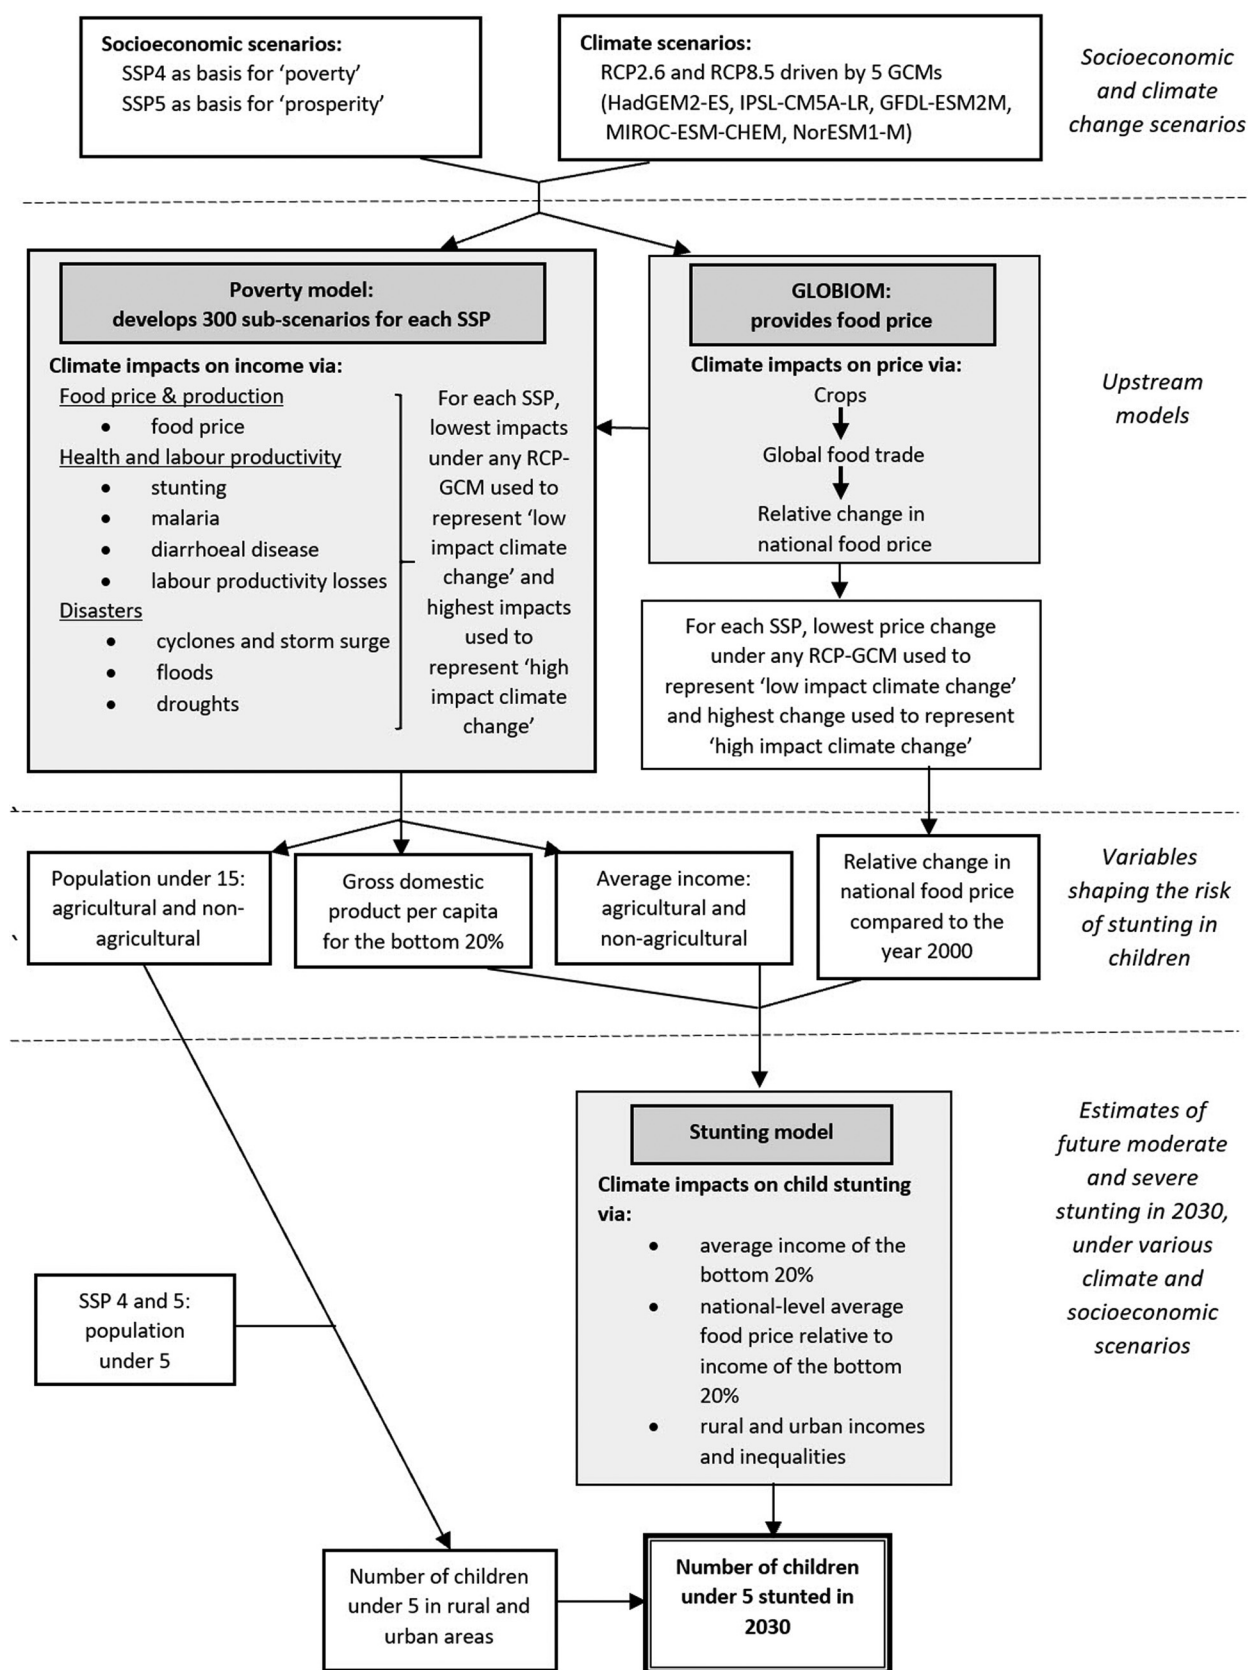 Socioeconomic scenarios:
SSP4 as basis for ‘poverty’
SSP5 as basis for ‘prosperity’
Climate scenarios:
RCP2.6 and RCP8.5 driven by 5 GCMs
(HadGEM2-ES, IPSL-CM5A-LR, GFDL-ESM2M,
MIROC-ESM-CHEM, NorESM1-M)
Socioeconomic
and climate
change scenarios
Poverty model:
develops 300 sub-scenarios for each SSP
Climate impacts on income via:
Food price & production
• food price
Health and labour productivity
• stunting
• malaria
• diarrhoeal disease
• labour productivity losses
Disasters
• cyclones and storm surge
• floods
• droughts
For each SSP,
lowest impacts
under any RCP-
GCM used to
represent ‘low
impact climate
change’ and
highest impacts
used to
represent ‘high
impact climate
change’
GLOBIOM:
provides food price
Climate impacts on price via:
Crops
Global food trade
Relative change in
national food price
Upstream
models
For each SSP, lowest price change
under any RCP-GCM used to
represent ‘low impact climate change’
and highest change used to represent
‘high impact climate change’
Population under 15:
agricultural and non-
agricultural
Gross domestic
product per capita
for the bottom 20%
Average income:
agricultural and
non-agricultural
Relative change in
national food price
compared to the
year 2000
Variables
shaping the risk
of stunting in
children
Stunting model
Climate impacts on child stunting
via:
• average income of the
bottom 20%
• national-level average
food price relative to
income of the bottom
20%
• rural and urban incomes
and inequalities
Estimates of
future moderate
and severe
stunting in 2030,
under various
climate and
socioeconomic
scenarios
SSP 4 and 5:
population
under 5
Number of children
under 5 in rural and
urban areas
Number of children
under 5 stunted in
2030